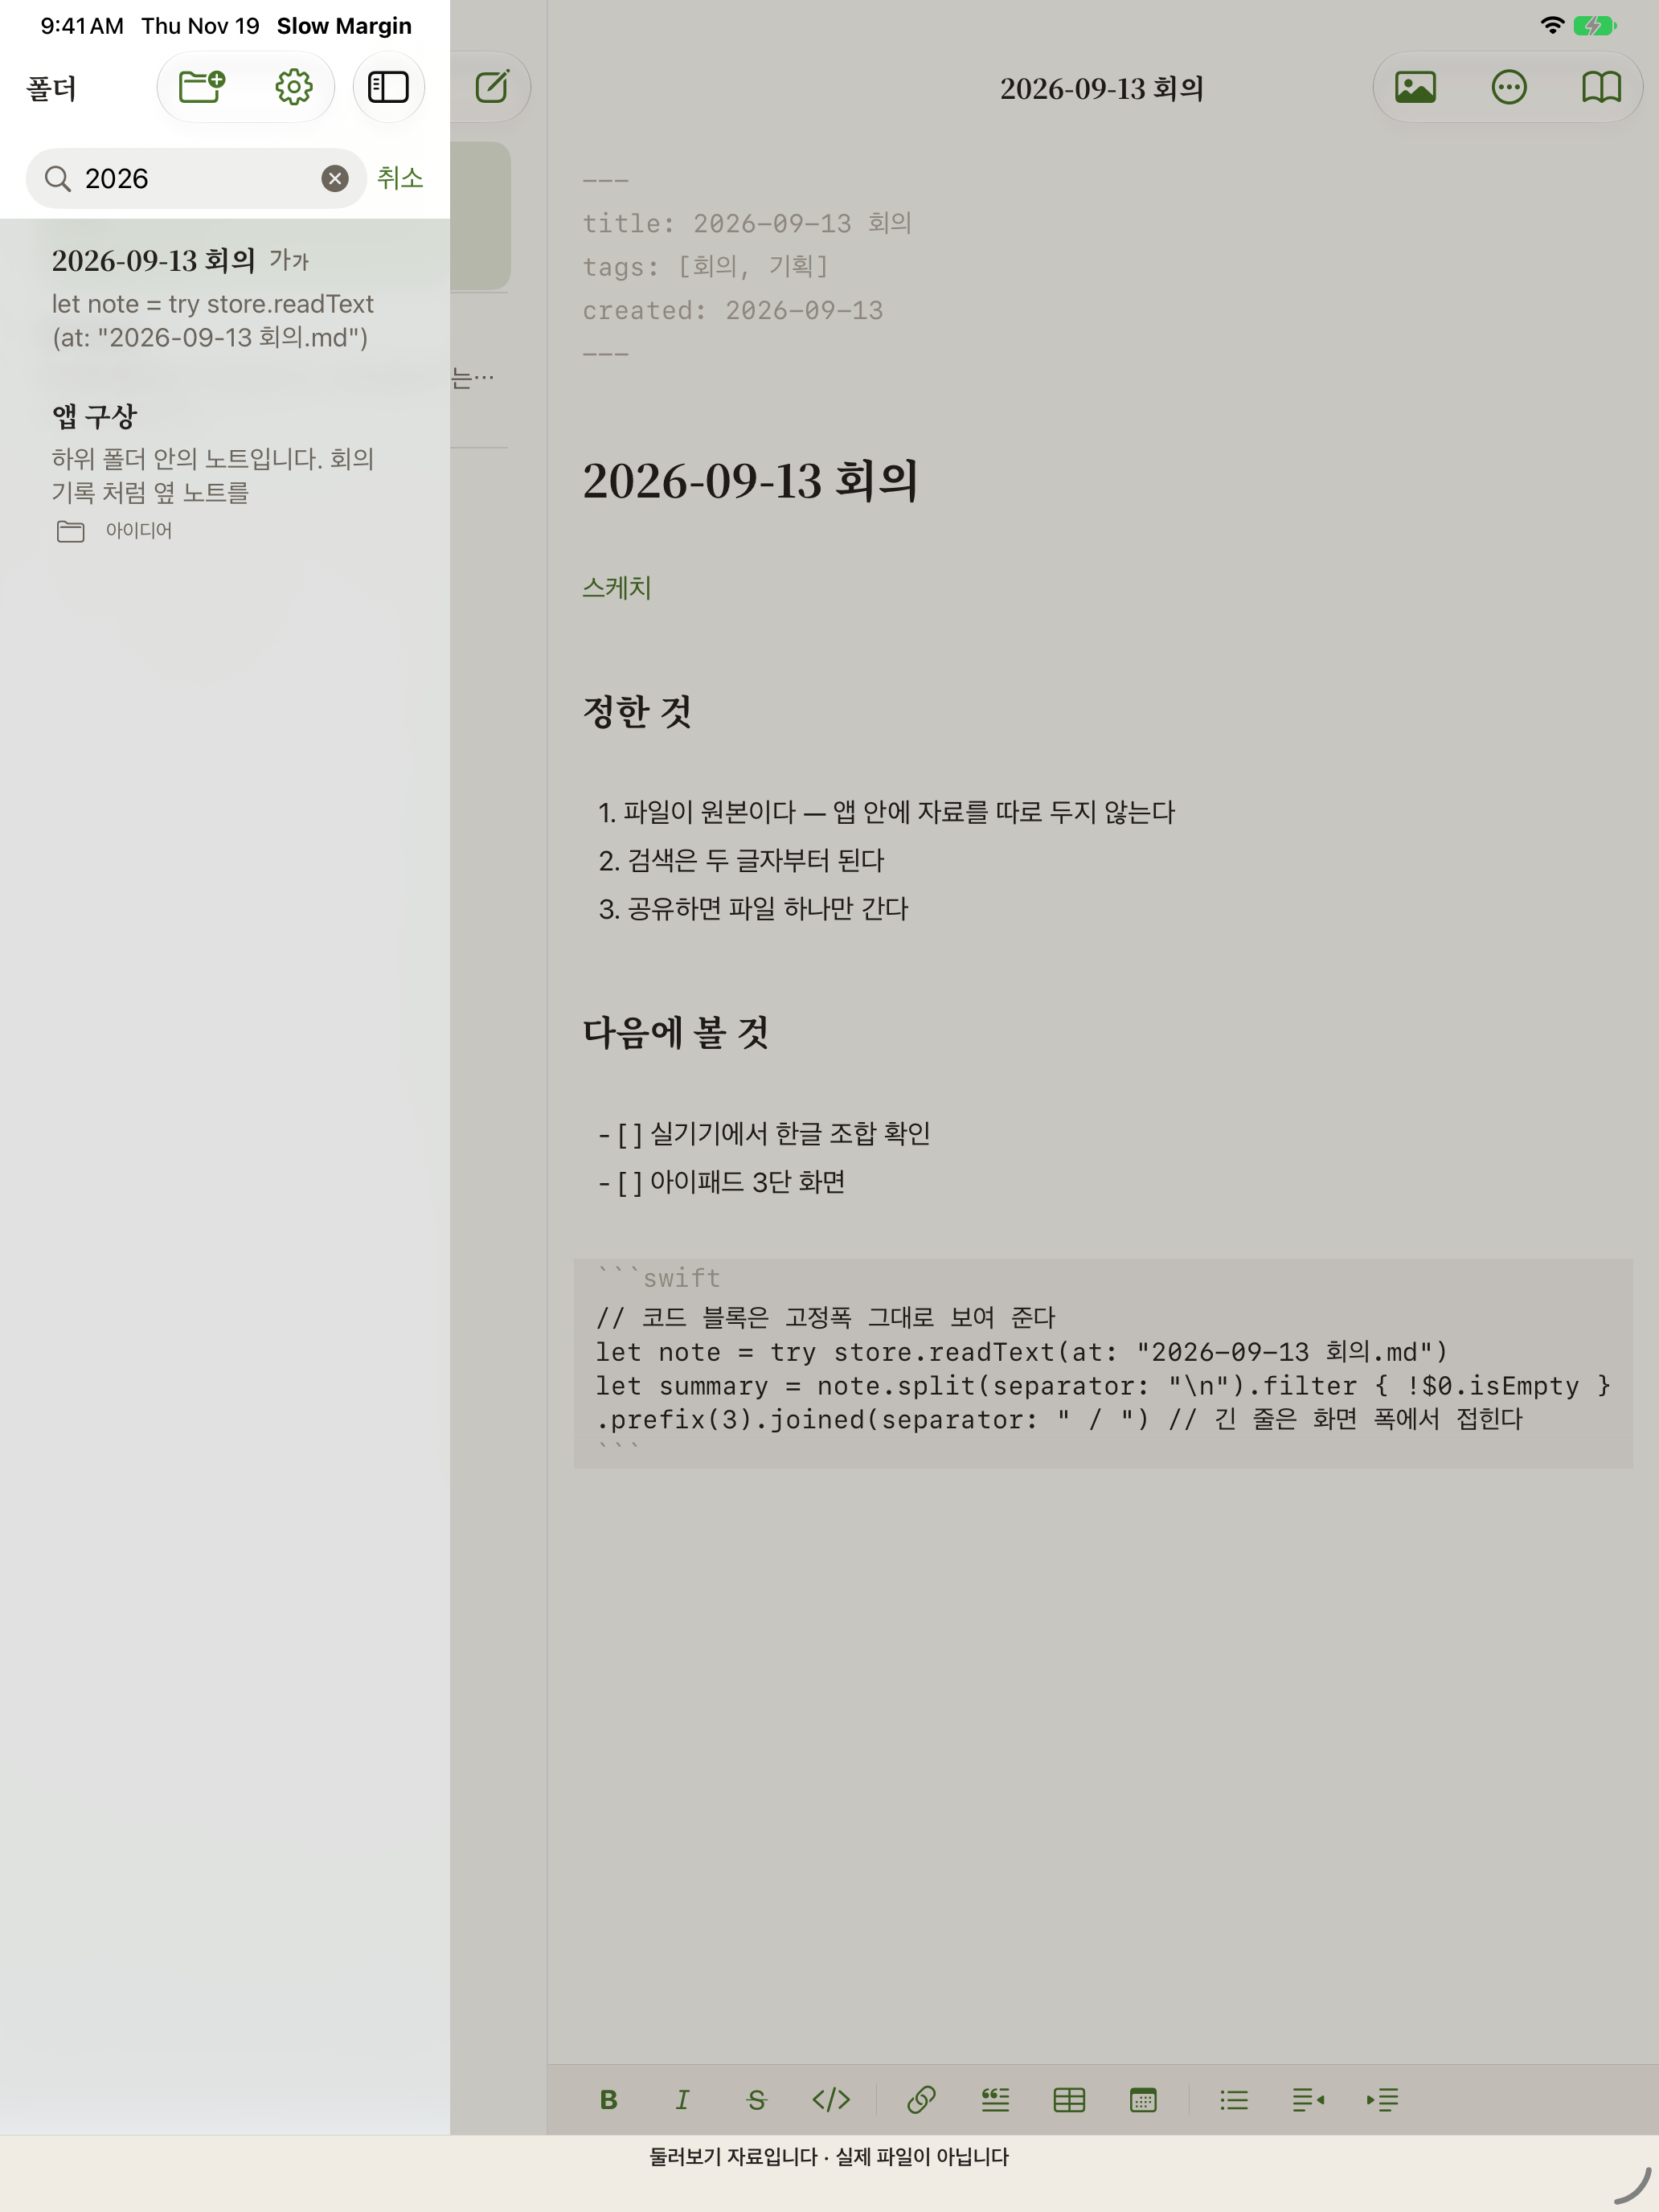 9:41 AM Thu Nov 19 Slow Margin
폴더
2026
취소
2026-09-13 회의 가가
let note = try store.readText
(at: "2026-09-13 회의.md")
앱 구상
하위 폴더 안의 노트입니다. 회의
기록 처럼 옆 노트를
아이디어
는…
2026-09-13 회의
---
title: 2026-09-13 회의
tags: [회의, 기획]
created: 2026-09-13
---
2026-09-13 회의
스케치
정한 것
1. 파일이 원본이다 — 앱 안에 자료를 따로 두지 않는다
2. 검색은 두 글자부터 된다
3. 공유하면 파일 하나만 간다
다음에 볼 것
- [ ] 실기기에서 한글 조합 확인
- [ ] 아이패드 3단 화면
```swift
// 코드 블록은 고정폭 그대로 보여 준다
let note = try store.readText(at: "2026-09-13 회의.md")
let summary = note.split(separator: "\n").filter { !$0.isEmpty }
.prefix(3).joined(separator: " / ") // 긴 줄은 화면 폭에서 접힌다
```
B I S </>
둘러보기 자료입니다 · 실제 파일이 아닙니다